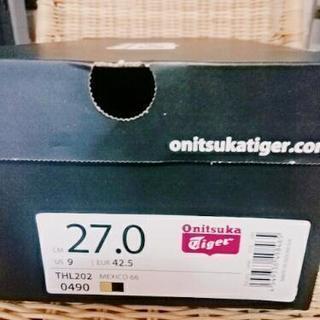 onitsukatiger.com
CM 27.0
US 9 EUR 42.5
Onitsuka
Tiger
THL202 MEXICO 66
0490